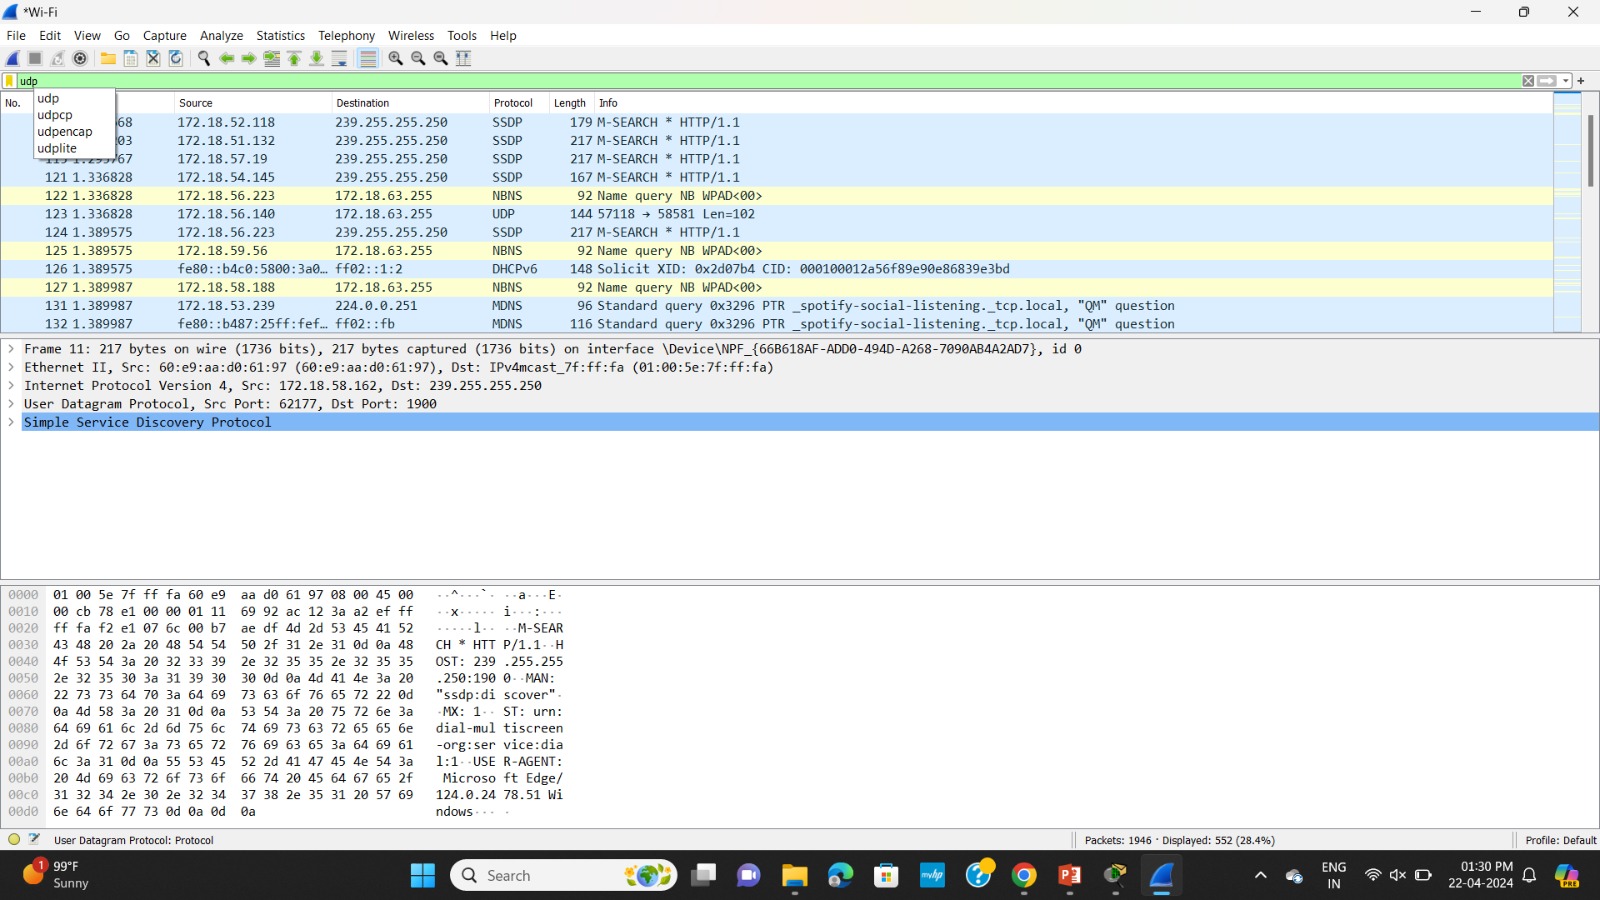 *Wi-Fi
File Edit View Go Capture Analyze Statistics Telephony Wireless Tools Help
udp
No. Source Destination Protocol Length Info
udp
udpcp
udpencap
udplite
68 172.18.52.118 239.255.255.250 SSDP 179 M-SEARCH * HTTP/1.1
03 172.18.51.132 239.255.255.250 SSDP 217 M-SEARCH * HTTP/1.1
172.18.57.19 239.255.255.250 SSDP 217 M-SEARCH * HTTP/1.1
121 1.336828 172.18.54.145 239.255.255.250 SSDP 167 M-SEARCH * HTTP/1.1
122 1.336828 172.18.56.223 172.18.63.255 NBNS 92 Name query NB WPAD<00>
123 1.336828 172.18.56.140 172.18.63.255 UDP 144 57118 → 58581 Len=102
124 1.389575 172.18.56.223 239.255.255.250 SSDP 217 M-SEARCH * HTTP/1.1
125 1.389575 172.18.59.56 172.18.63.255 NBNS 92 Name query NB WPAD<00>
126 1.389575 fe80::b4c0:5800:3a0… ff02::1:2 DHCPv6 148 Solicit XID: 0x2d07b4 CID: 000100012a56f89e90e86839e3bd
127 1.389987 172.18.58.188 172.18.63.255 NBNS 92 Name query NB WPAD<00>
131 1.389987 172.18.53.239 224.0.0.251 MDNS 96 Standard query 0x3296 PTR _spotify-social-listening._tcp.local, "QM" question
132 1.389987 fe80::b487:25ff:fef… ff02::fb MDNS 116 Standard query 0x3296 PTR _spotify-social-listening._tcp.local, "QM" question
Frame 11: 217 bytes on wire (1736 bits), 217 bytes captured (1736 bits) on interface \Device\NPF_{66B618AF-ADD0-494D-A268-7090AB4A2AD7}, id 0
Ethernet II, Src: 60:e9:aa:d0:61:97 (60:e9:aa:d0:61:97), Dst: IPv4mcast_7f:ff:fa (01:00:5e:7f:ff:fa)
Internet Protocol Version 4, Src: 172.18.58.162, Dst: 239.255.255.250
User Datagram Protocol, Src Port: 62177, Dst Port: 1900
Simple Service Discovery Protocol
0000 01 00 5e 7f ff fa 60 e9 aa d0 61 97 08 00 45 00 ··^···`· ··a···E·
0010 00 cb 78 e1 00 00 01 11 69 92 ac 12 3a a2 ef ff ··x····· i···:···
0020 ff fa f2 e1 07 6c 00 b7 ae df 4d 2d 53 45 41 52 ·····l·· ··M-SEAR
0030 43 48 20 2a 20 48 54 54 50 2f 31 2e 31 0d 0a 48 CH * HTT P/1.1··H
0040 4f 53 54 3a 20 32 33 39 2e 32 35 35 2e 32 35 35 OST: 239 .255.255
0050 2e 32 35 30 3a 31 39 30 30 0d 0a 4d 41 4e 3a 20 .250:190 0··MAN:
0060 22 73 73 64 70 3a 64 69 73 63 6f 76 65 72 22 0d "ssdp:di scover"·
0070 0a 4d 58 3a 20 31 0d 0a 53 54 3a 20 75 72 6e 3a ·MX: 1·· ST: urn:
0080 64 69 61 6c 2d 6d 75 6c 74 69 73 63 72 65 65 6e dial-mul tiscreen
0090 2d 6f 72 67 3a 73 65 72 76 69 63 65 3a 64 69 61 -org:ser vice:dia
00a0 6c 3a 31 0d 0a 55 53 45 52 2d 41 47 45 4e 54 3a l:1··USE R-AGENT:
00b0 20 4d 69 63 72 6f 73 6f 66 74 20 45 64 67 65 2f Microso ft Edge/
00c0 31 32 34 2e 30 2e 32 34 37 38 2e 35 31 20 57 69 124.0.24 78.51 Wi
00d0 6e 64 6f 77 73 0d 0a 0d 0a ndows··· ·
User Datagram Protocol: Protocol Packets: 1946 · Displayed: 552 (28.4%) Profile: Default
1
99°F
Sunny
Search
myhp
ENG
IN
01:30 PM
22-04-2024
PRE